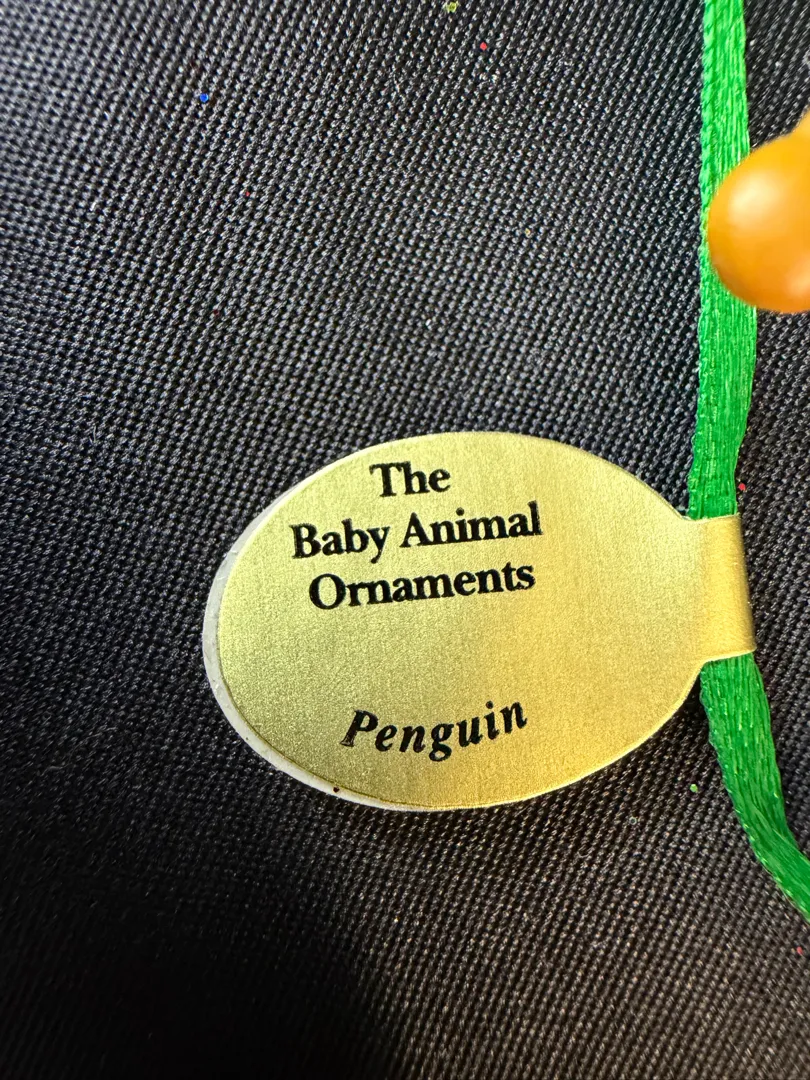 The
Baby Animal
Ornaments
Penguin